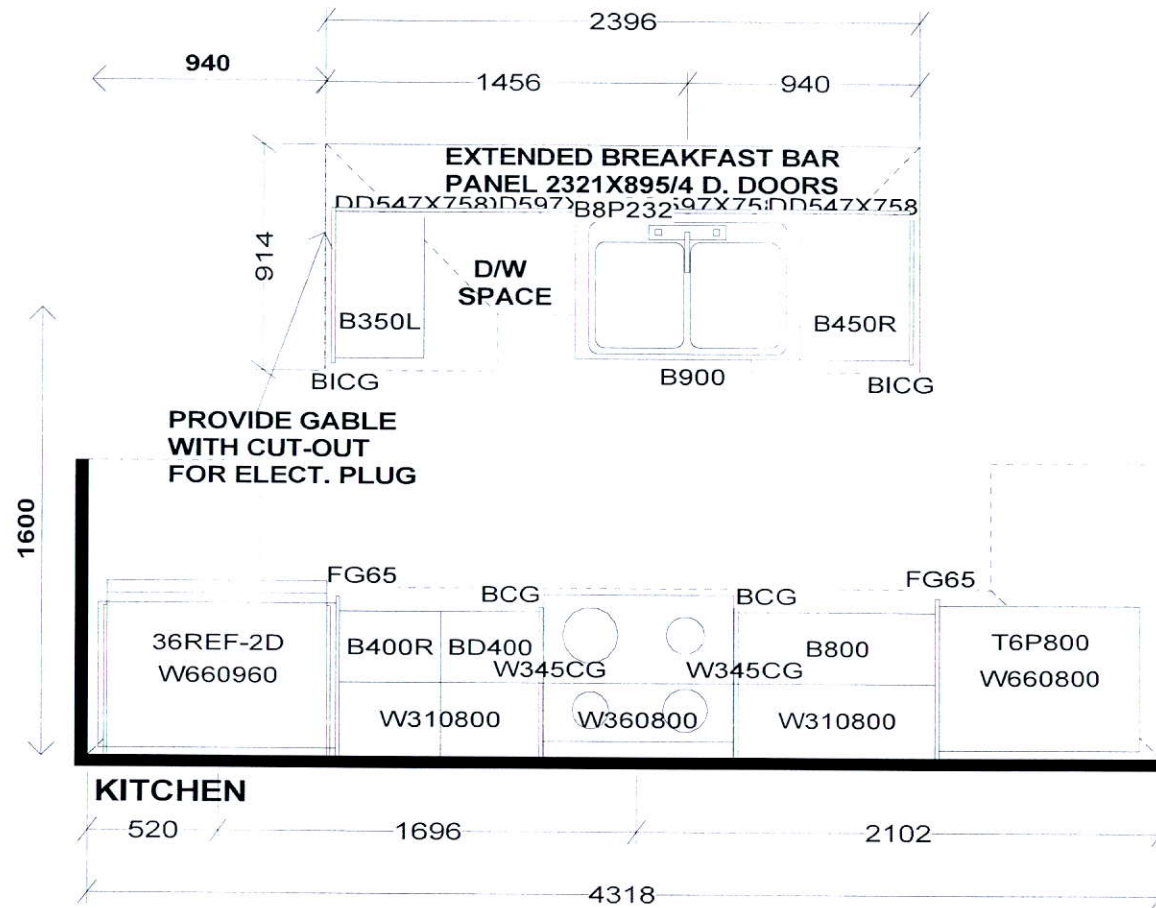 2396
940
1456
940
EXTENDED BREAKFAST BAR
PANEL 2321X895/4 D. DOORS
DD547X758
B8P232
DD547X758
914
D/W
SPACE
B350L
B450R
B900
BICG
BICG
PROVIDE GABLE
WITH CUT-OUT
FOR ELECT. PLUG
1600
FG65
BCG
BCG
FG65
36REF-2D
W660960
B400R
BD400
W345CG
W345CG
B800
T6P800
W660800
W310800
W360800
W310800
KITCHEN
520
1696
2102
4318